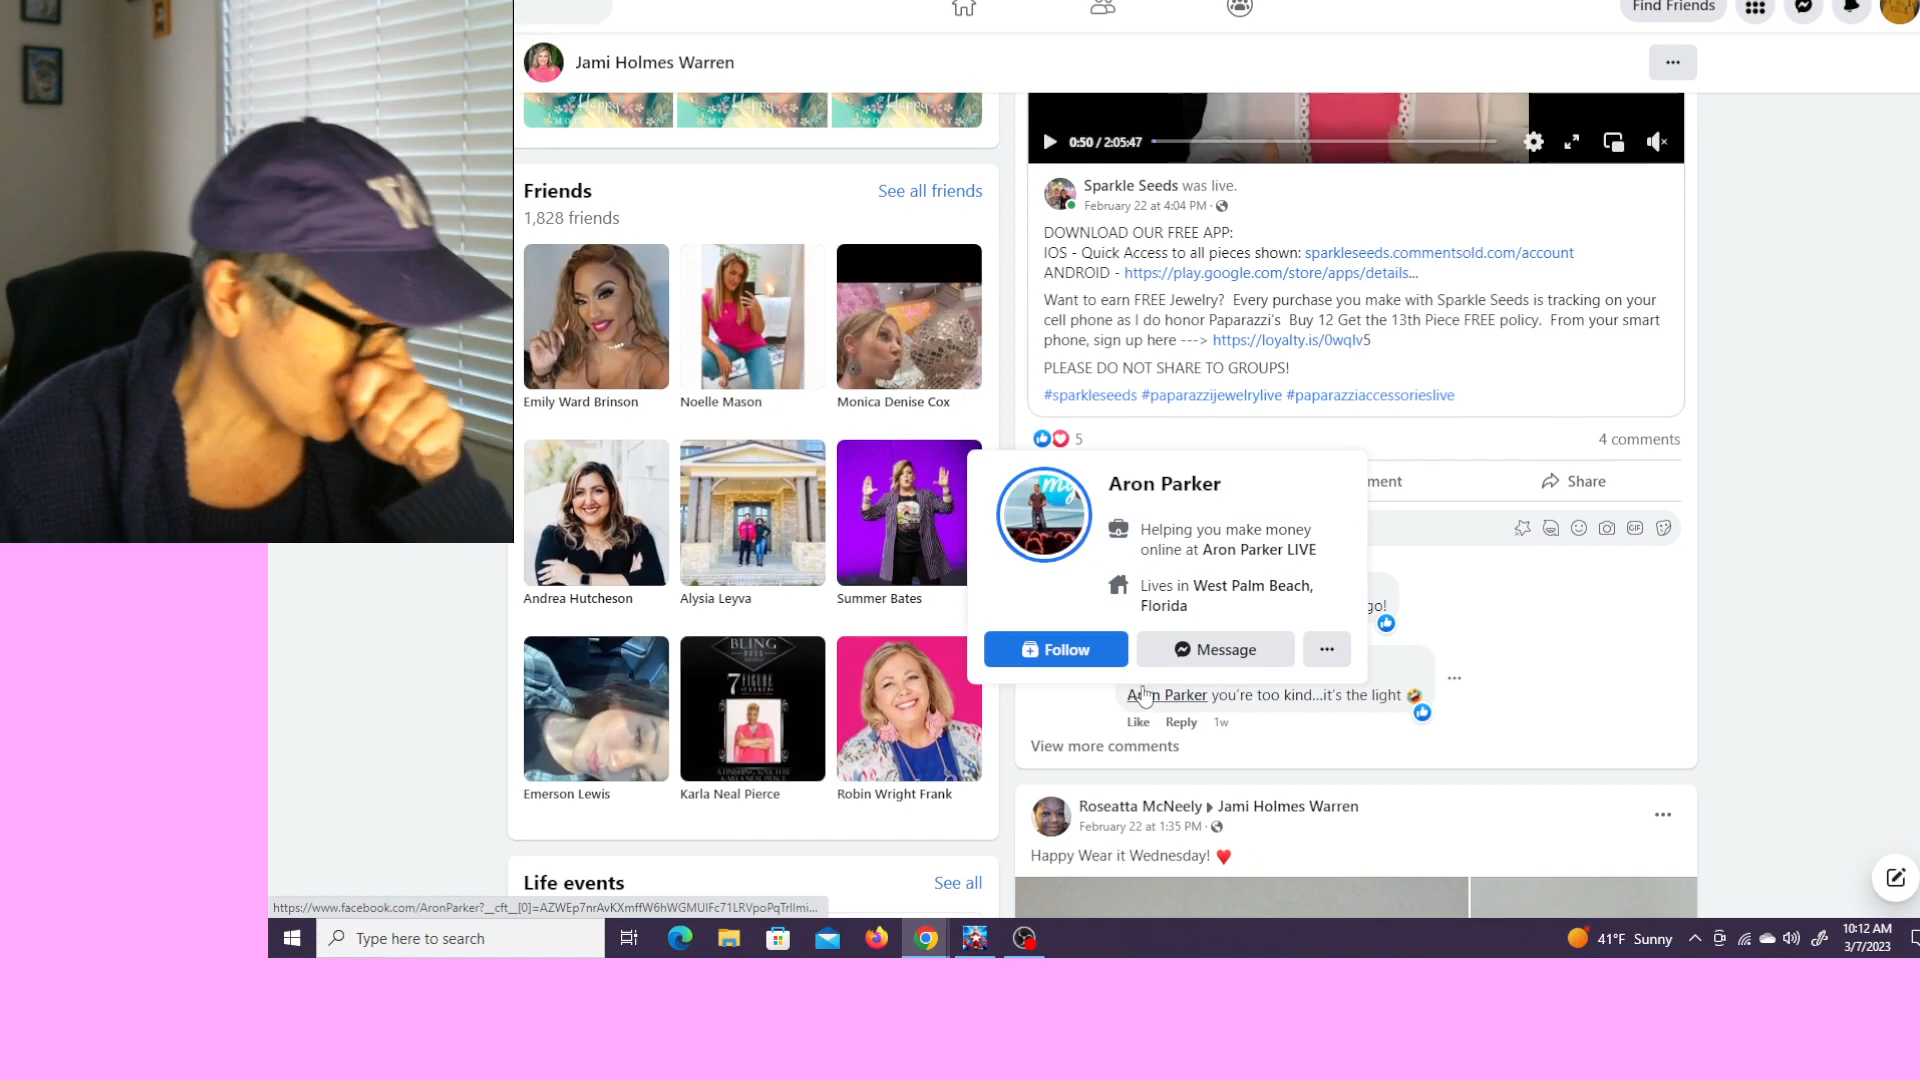 Find Friends
Jami Holmes Warren
Friends
See all friends
1,828 friends
Emily Ward Brinson
Noelle Mason
Monica Denise Cox
Andrea Hutcheson
Alysia Leyva
Summer Bates
BLING
7
FIGURE
Emerson Lewis
Karla Neal Pierce
Robin Wright Frank
Life events
See all
0:50 / 2:05:47
Sparkle Seeds was live.
February 22 at 4:04 PM ·
DOWNLOAD OUR FREE APP:
IOS - Quick Access to all pieces shown: sparkleseeds.commentsold.com/account
ANDROID - https://play.google.com/store/apps/details...
Want to earn FREE Jewelry? Every purchase you make with Sparkle Seeds is tracking on your
cell phone as I do honor Paparazzi's Buy 12 Get the 13th Piece FREE policy. From your smart
phone, sign up here ---> https://loyalty.is/0wqlv5
PLEASE DO NOT SHARE TO GROUPS!
#sparkleseeds #paparazzijewelrylive #paparazziaccessorieslive
5
4 comments
ment
Share
GIF
Aron Parker
Helping you make money
online at Aron Parker LIVE
Lives in West Palm Beach,
Florida
Follow
Message
go!
Aron Parker you're too kind...it's the light 🤣
Like Reply 1w
View more comments
Roseatta McNeely ▸ Jami Holmes Warren
February 22 at 1:35 PM ·
Happy Wear it Wednesday! ❤️
Type here to search
41°F Sunny
10:12 AM
3/7/2023